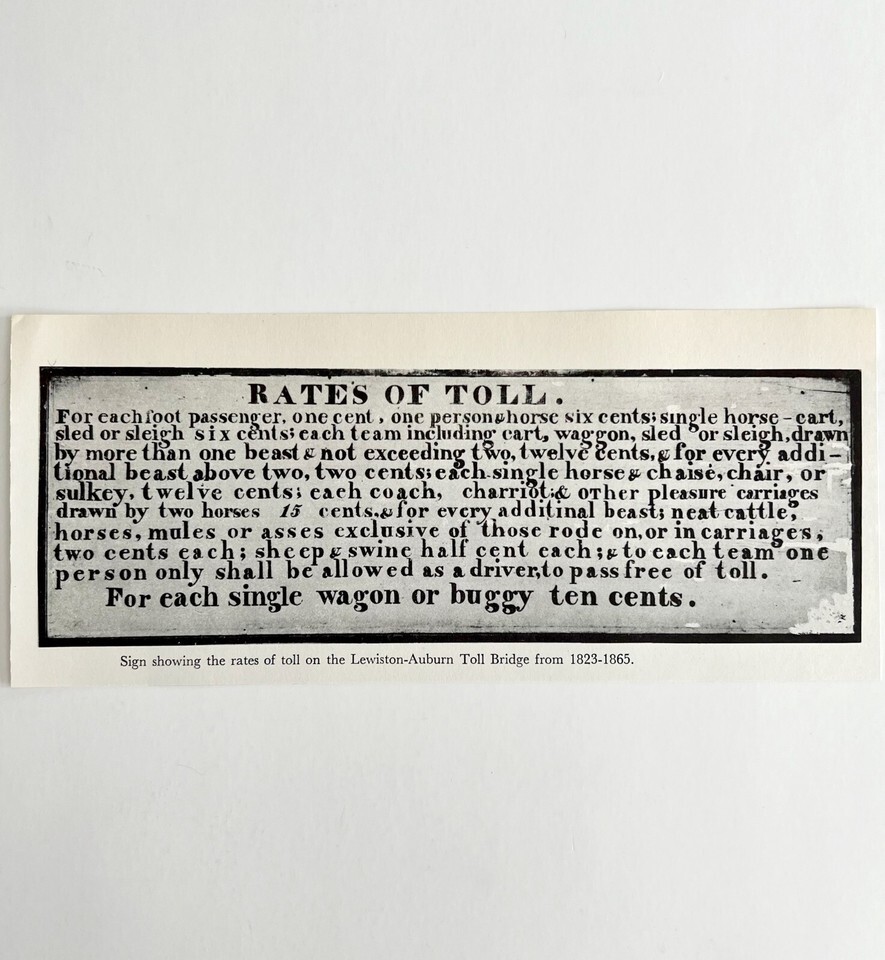 RATES OF TOLL.
For each foot passenger, one cent, one person & horse six cents; single horse-cart,
sled or sleigh six cents; each team including cart, waggon, sled or sleigh, drawn
by more than one beast & not exceeding two, twelve cents, & for every addi-
tional beast above two, two cents; each single horse & chaise, chair, or
sulkey, twelve cents; each coach, charriot; & other pleasure carriages
drawn by two horses 15 cents, & for every additinal beast; neat cattle,
horses, mules or asses exclusive of those rode on, or in carriages,
two cents each; sheep & swine half cent each; & to each team one
person only shall be allowed as a driver, to pass free of toll.
For each single wagon or buggy ten cents.
Sign showing the rates of toll on the Lewiston-Auburn Toll Bridge from 1823-1865.